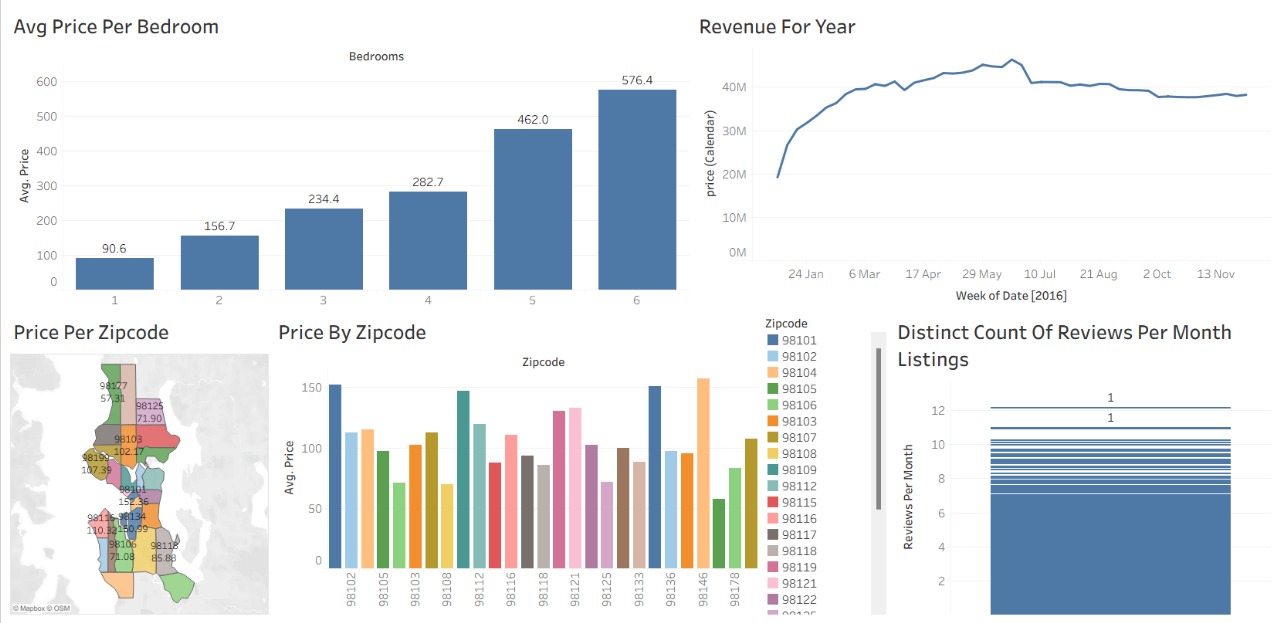 Avg Price Per Bedroom
Bedrooms
Avg. Price
600
500
400
300
200
100
0
90.6
156.7
234.4
282.7
462.0
576.4
1
2
3
4
5
6
Revenue For Year
price (Calendar)
40M
30M
20M
10M
0M
24 Jan
6 Mar
17 Apr
29 May
10 Jul
21 Aug
2 Oct
13 Nov
Week of Date [2016]
Price Per Zipcode
98177
57.31
98125
71.90
98103
102.17
98199
107.39
98101
152.36
98116
110.32
98134
150.99
98106
71.08
98118
85.83
© Mapbox © OSM
Price By Zipcode
Zipcode
Avg. Price
150
100
50
0
98102
98105
98103
98108
98112
98116
98118
98121
98125
98133
98136
98146
98178
Zipcode
98101
98102
98104
98105
98106
98103
98107
98108
98109
98112
98115
98116
98117
98118
98119
98121
98122
98125
Distinct Count Of Reviews Per Month
Listings
Reviews Per Month
12
10
8
6
4
2
1
1